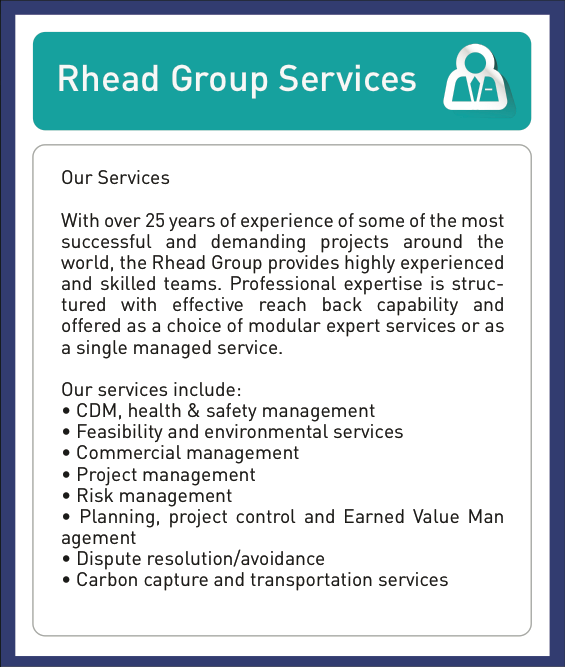 Rhead Group Services
Our Services
With over 25 years of experience of some of the most
successful and demanding projects around the
world, the Rhead Group provides highly experienced
and skilled teams. Professional expertise is struc-
tured with effective reach back capability and
offered as a choice of modular expert services or as
a single managed service.
Our services include:
• CDM, health & safety management
• Feasibility and environmental services
• Commercial management
• Project management
• Risk management
• Planning, project control and Earned Value Man
agement
• Dispute resolution/avoidance
• Carbon capture and transportation services